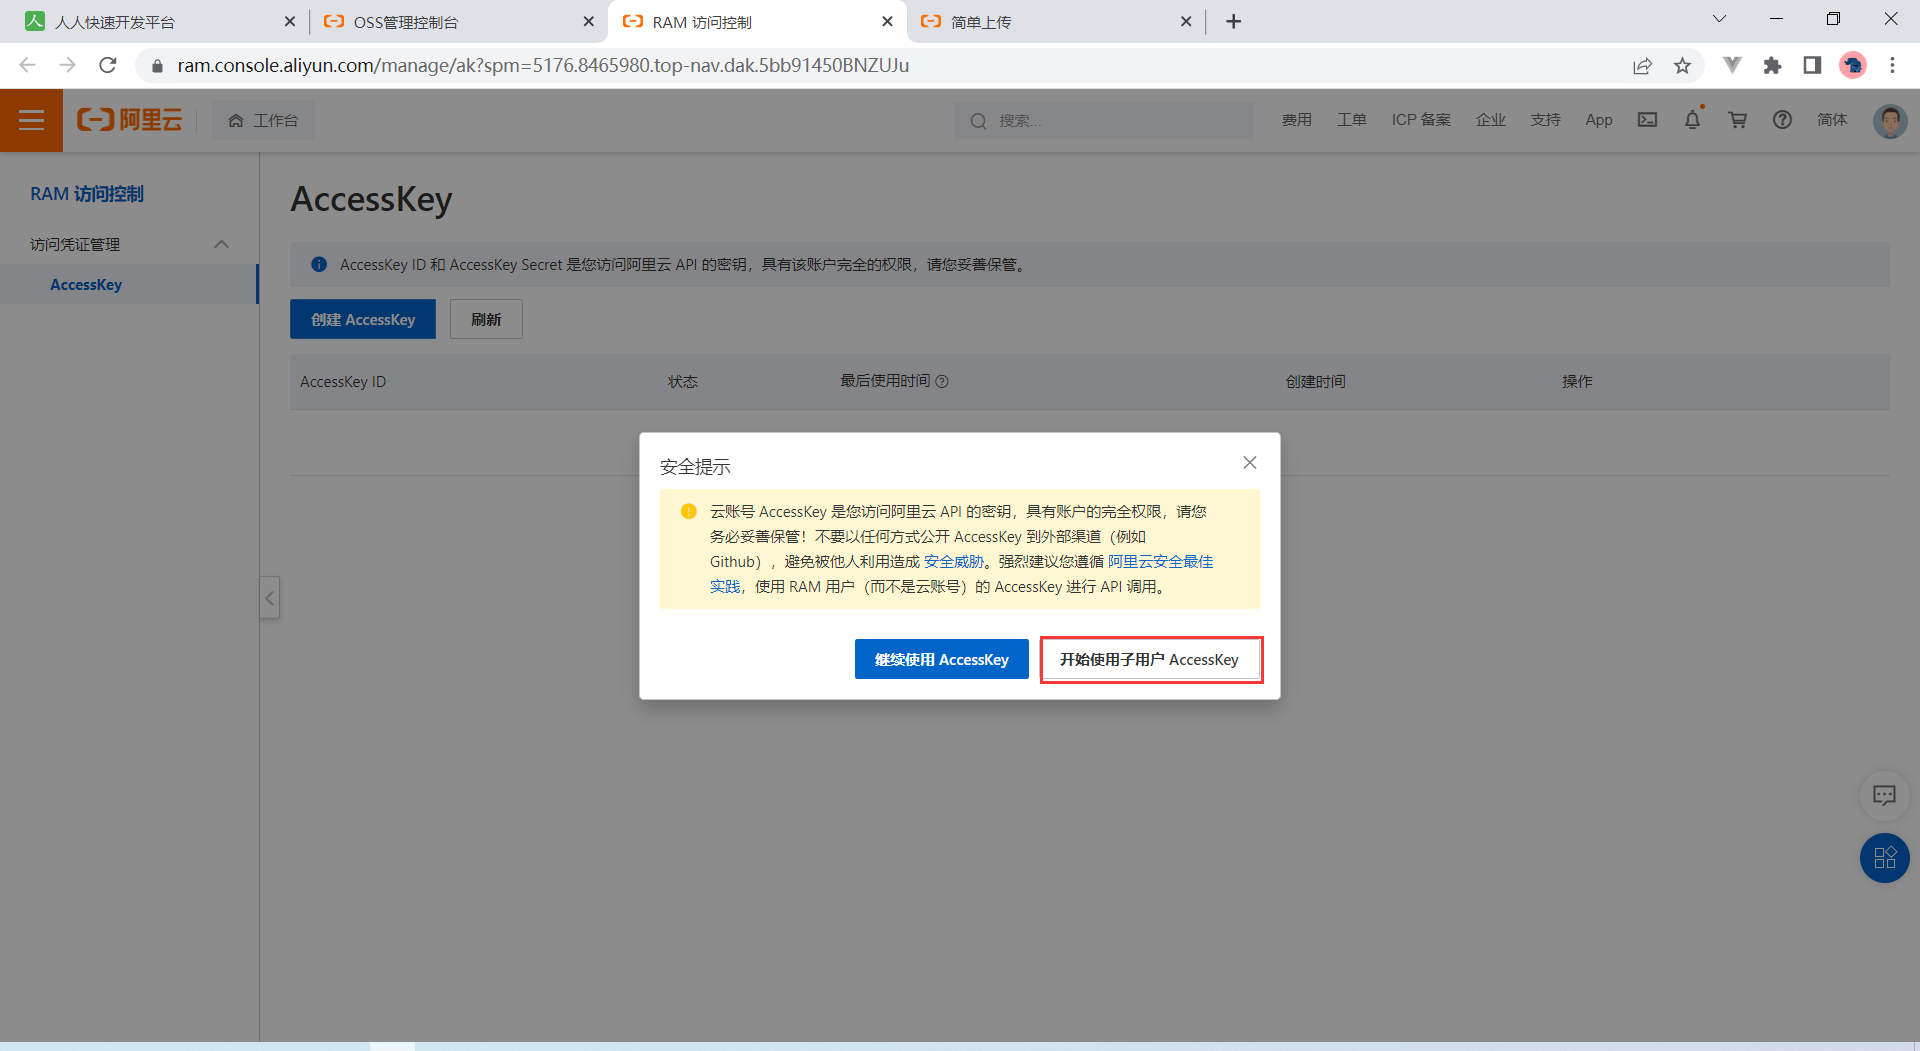 人人快速开发平台
OSS管理控制台
RAM 访问控制
简单上传
ram.console.aliyun.com/manage/ak?spm=5176.8465980.top-nav.dak.5bb91450BNZUJu
阿里云
工作台
搜索...
费用
工单
ICP 备案
企业
支持
App
简体
RAM 访问控制
访问凭证管理
AccessKey
AccessKey
AccessKey ID 和 AccessKey Secret 是您访问阿里云 API 的密钥，具有该账户完全的权限，请您妥善保管。
创建 AccessKey
刷新
AccessKey ID
状态
最后使用时间
创建时间
操作
安全提示
云账号 AccessKey 是您访问阿里云 API 的密钥，具有账户的完全权限，请您
务必妥善保管！不要以任何方式公开 AccessKey 到外部渠道（例如
Github），避免被他人利用造成 安全威胁。强烈建议您遵循 阿里云安全最佳
实践，使用 RAM 用户（而不是云账号）的 AccessKey 进行 API 调用。
继续使用 AccessKey
开始使用子用户 AccessKey